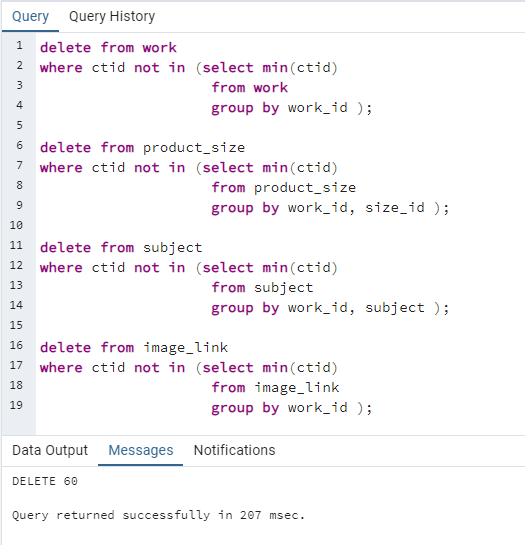 Query Query History
1 delete from work
2 where ctid not in (select min(ctid)
3 from work
4 group by work_id );
5
6 delete from product_size
7 where ctid not in (select min(ctid)
8 from product_size
9 group by work_id, size_id );
10
11 delete from subject
12 where ctid not in (select min(ctid)
13 from subject
14 group by work_id, subject );
15
16 delete from image_link
17 where ctid not in (select min(ctid)
18 from image_link
19 group by work_id );
Data Output Messages Notifications
DELETE 60
Query returned successfully in 207 msec.